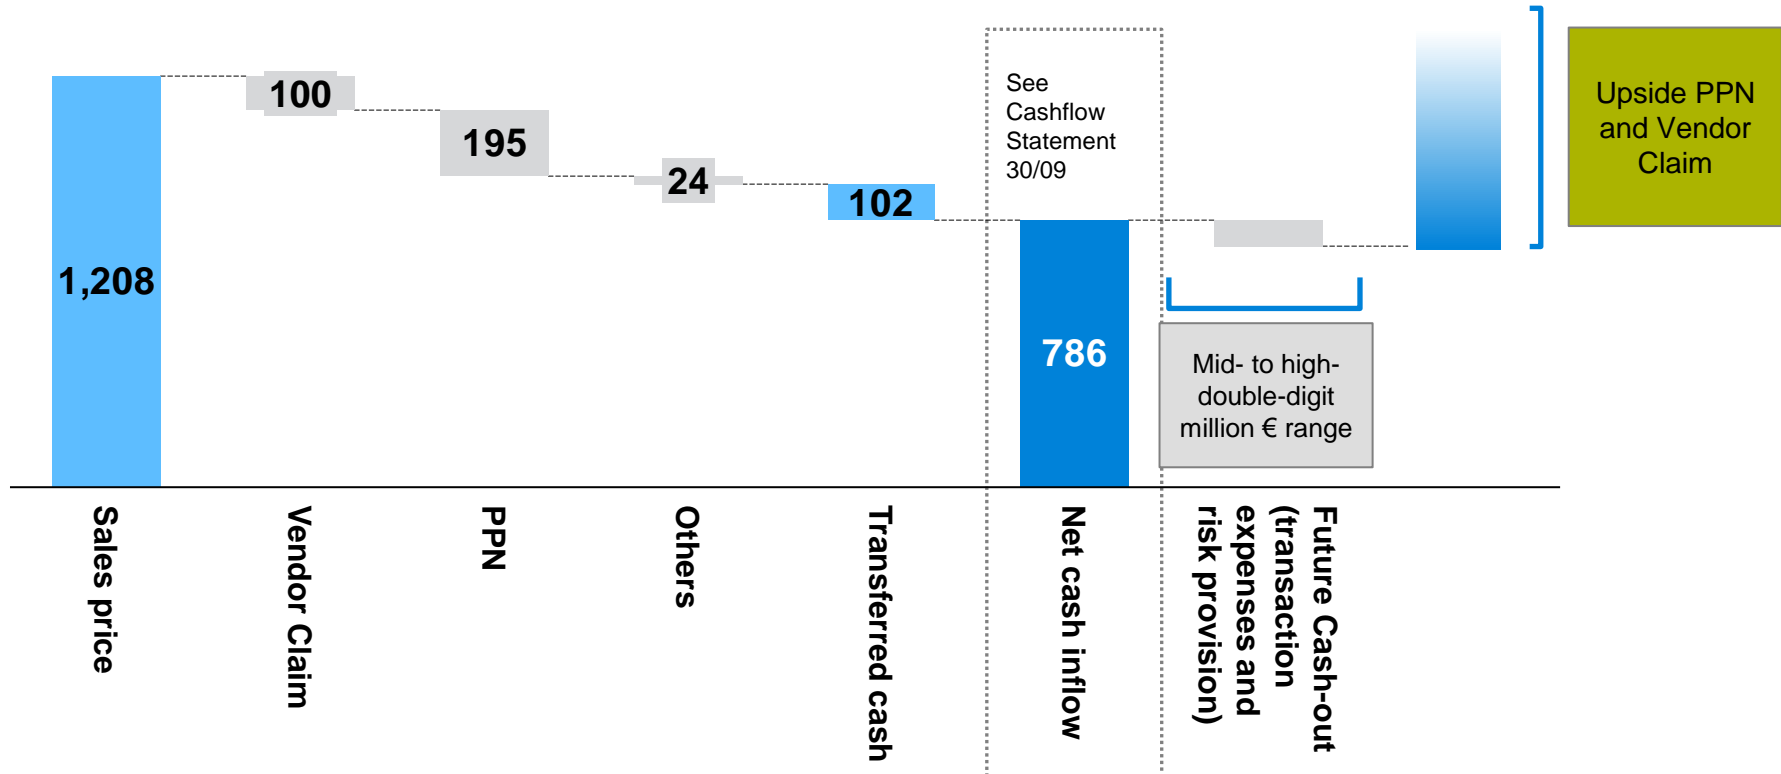 1,208
100
195
24
102
See
Cashflow
Statement
30/09
786
Mid- to high-
double-digit
million € range
Upside PPN
and Vendor
Claim
Sales price
Vendor Claim
PPN
Others
Transferred cash
Net cash inflow
Future Cash-out
(transaction
expenses and
risk provision)